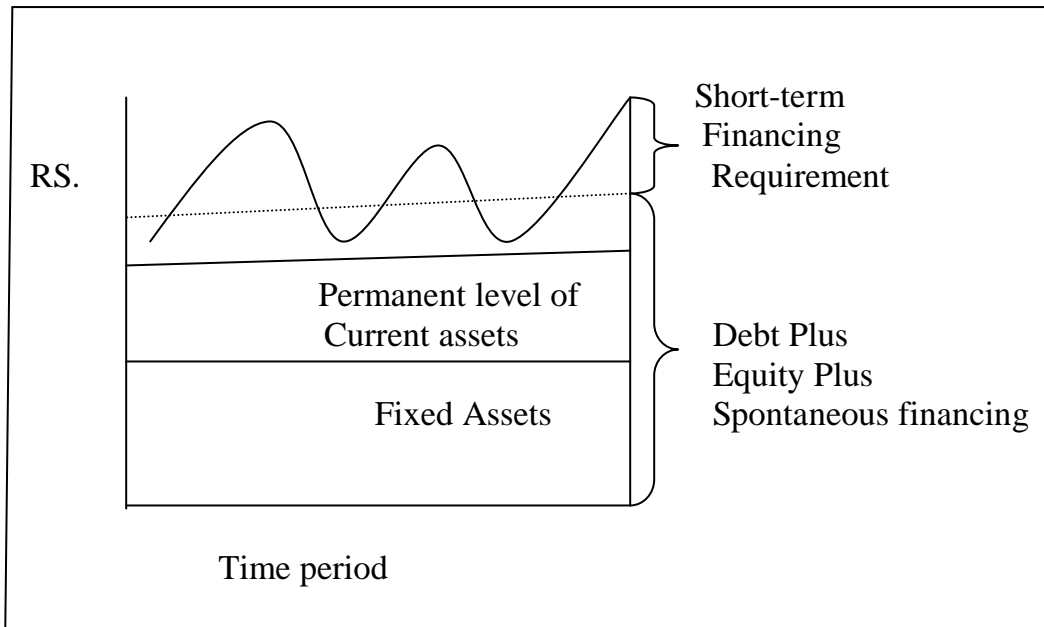 Short-term
Financing
RS.
Requirement
Permanent level of
Current assets
Debt Plus
Equity Plus
Fixed Assets
Spontaneous financing
Time period